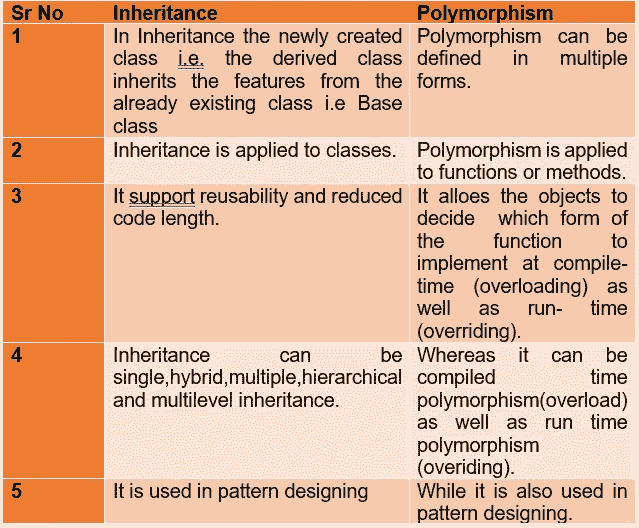 Sr No Inheritance Polymorphism
1 In Inheritance the newly created
class i.e. the derived class
inherits the features from the
already existing class i.e Base
class
Polymorphism can be
defined in multiple
forms.
2 Inheritance is applied to classes.
Polymorphism is applied
to functions or methods.
3 It support reusability and reduced
code length.
It alloes the objects to
decide which form of
the function to
implement at compile-
time (overloading) as
well as run- time
(overriding).
4 Inheritance can be
single,hybrid,multiple,hierarchical
and multilevel inheritance.
Whereas it can be
compiled time
polymorphism(overload)
as well as run time
polymorphism
(overiding).
5 It is used in pattern designing
While it is also used in
pattern designing.